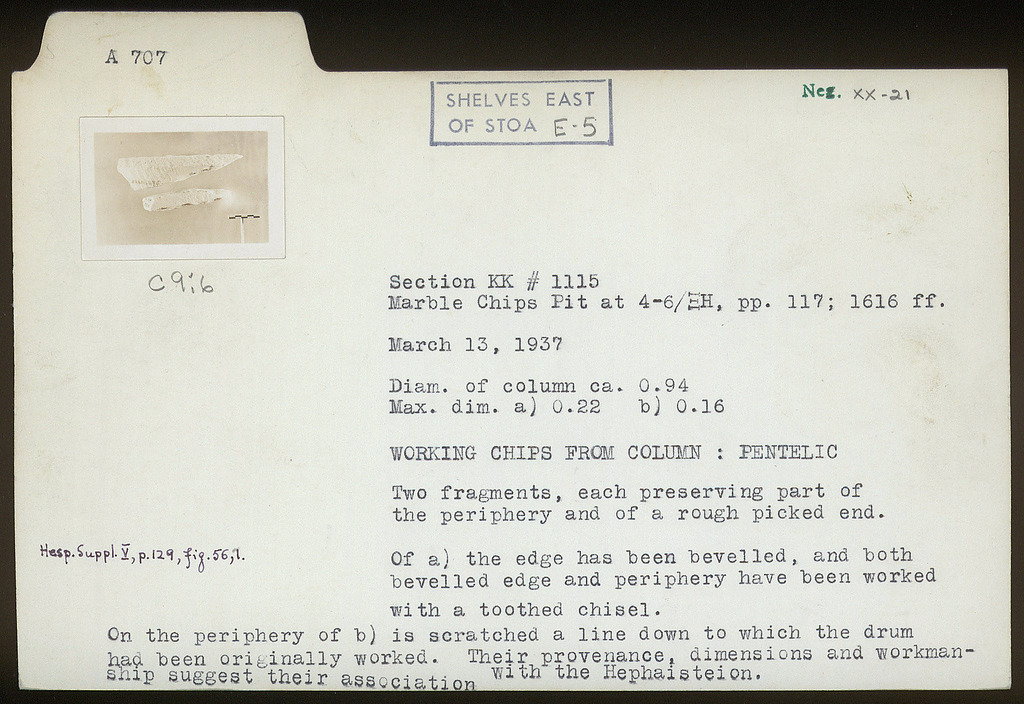 A 707
SHELVES EAST
OF STOA E-5
Neg. XX-21
C9:6
Section KK # 1115
Marble Chips Pit at 4-6/ΞH, pp. 117; 1616 ff.
March 13, 1937
Diam. of column ca. 0.94
Max. dim. a) 0.22 b) 0.16
WORKING CHIPS FROM COLUMN : PENTELIC
Two fragments, each preserving part of
the periphery and of a rough picked end.
Hesp. Suppl. V, p.129, fig.56,1.
Of a) the edge has been bevelled, and both
bevelled edge and periphery have been worked
with a toothed chisel.
On the periphery of b) is scratched a line down to which the drum
had been originally worked. Their provenance, dimensions and workman-
ship suggest their association with the Hephaisteion.